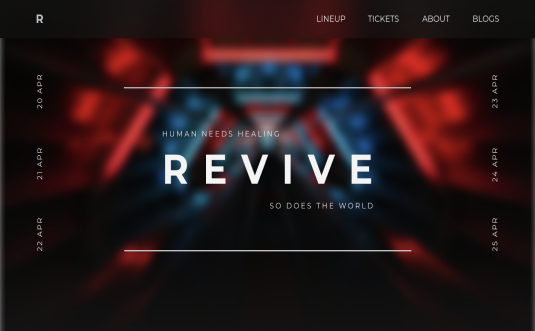 R
LINEUP
TICKETS
ABOUT
BLOGS
20 APR
21 APR
22 APR
HUMAN NEEDS HEALING
REVIVE
SO DOES THE WORLD
23 APR
24 APR
25 APR